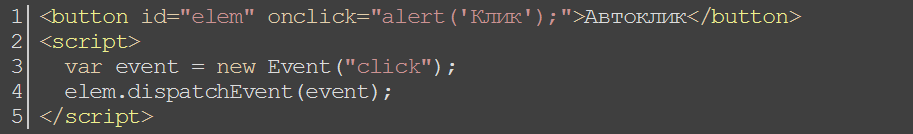 1 <button id="elem" onclick="alert('Клик');">Автоклик</button>
2 <script>
3   var event = new Event("click");
4   elem.dispatchEvent(event);
5 </script>